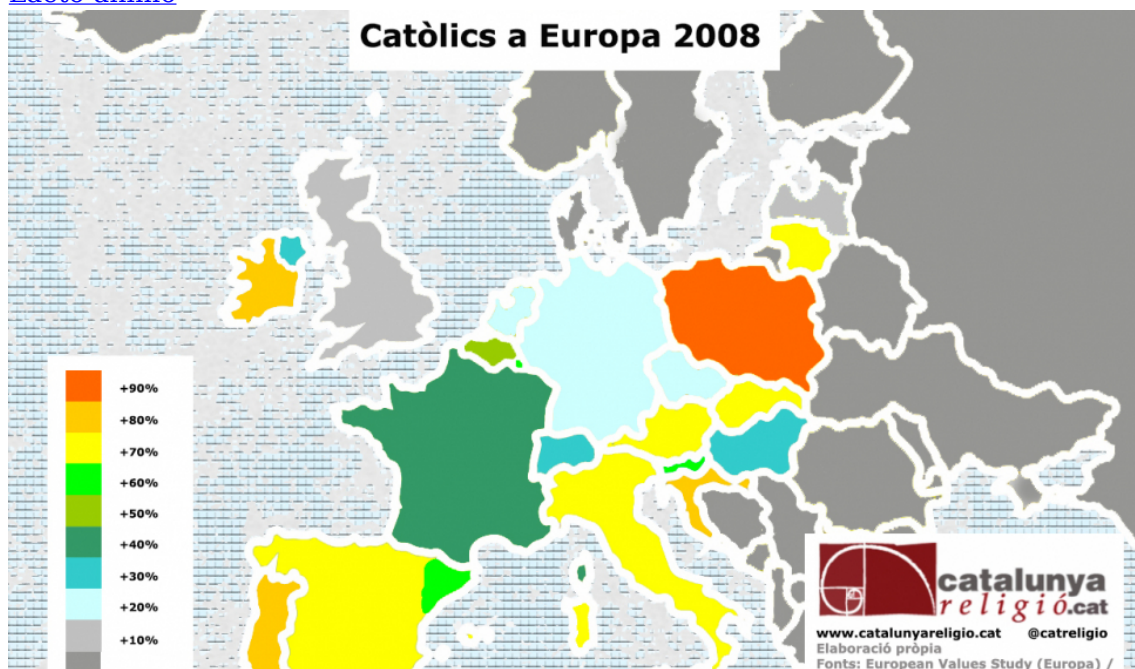 Catòlics a Europa 2008
+90%
+80%
+70%
+60%
+50%
+40%
+30%
+20%
+10%
catalunya
religió.cat
www.catalunyareligio.cat @catreligio
Elaboració pròpia
Fonts: European Values Study (Europa) /